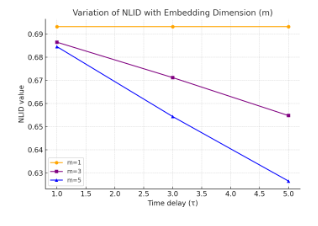 Variation of NLID with Embedding Dimension (m)
0.69
0.68
0.67
0.66
0.65
0.64
0.63
NLID value
m=1
m=3
m=5
1.0 1.5 2.0 2.5 3.0 3.5 4.0 4.5 5.0
Time delay (τ)